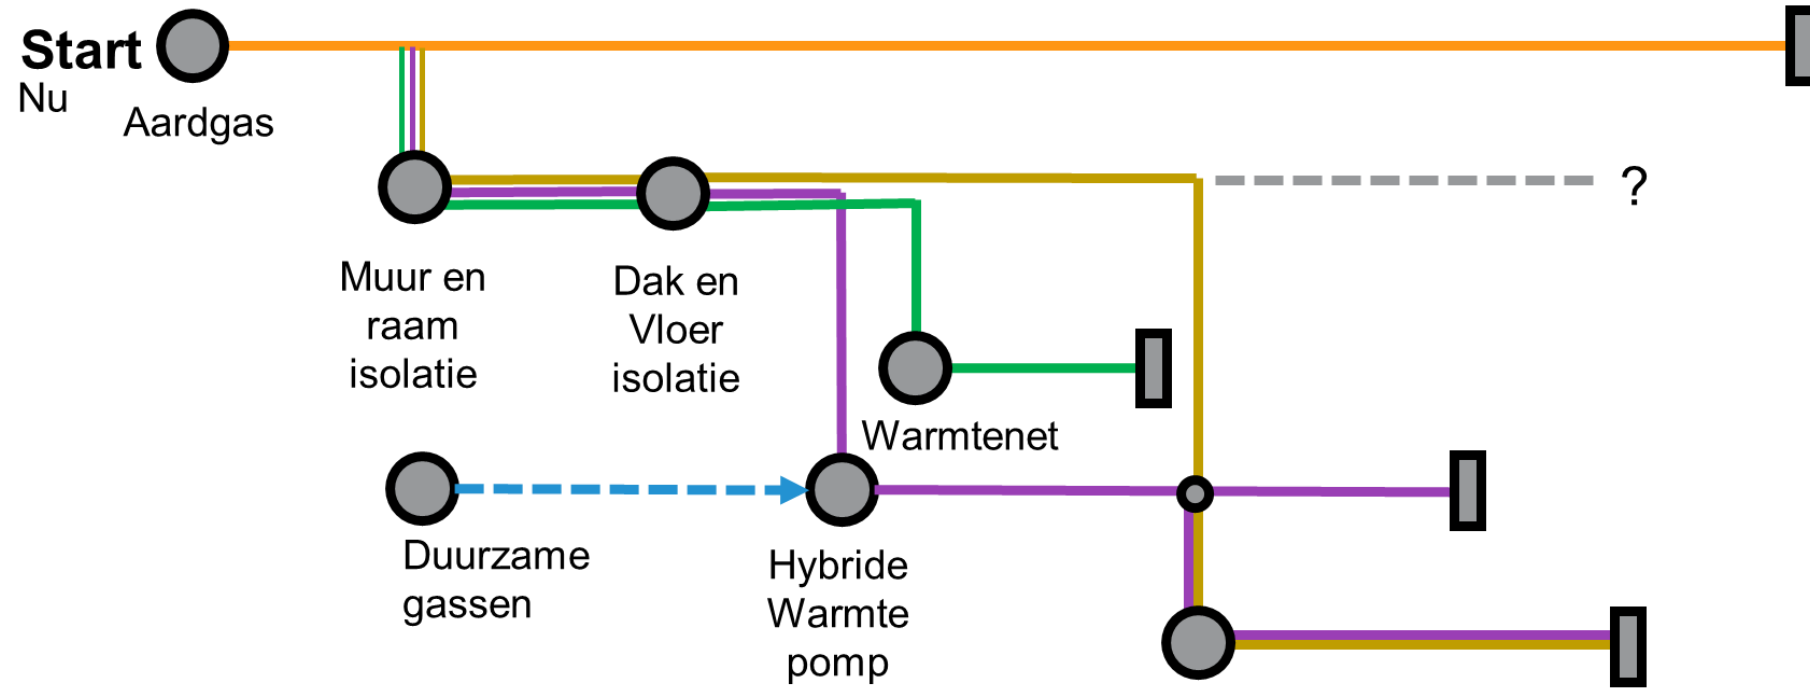 Start
Nu
Aardgas
?
Muur en
raam
isolatie
Dak en
Vloer
isolatie
Warmtenet
Duurzame
gassen
Hybride
Warmte
pomp